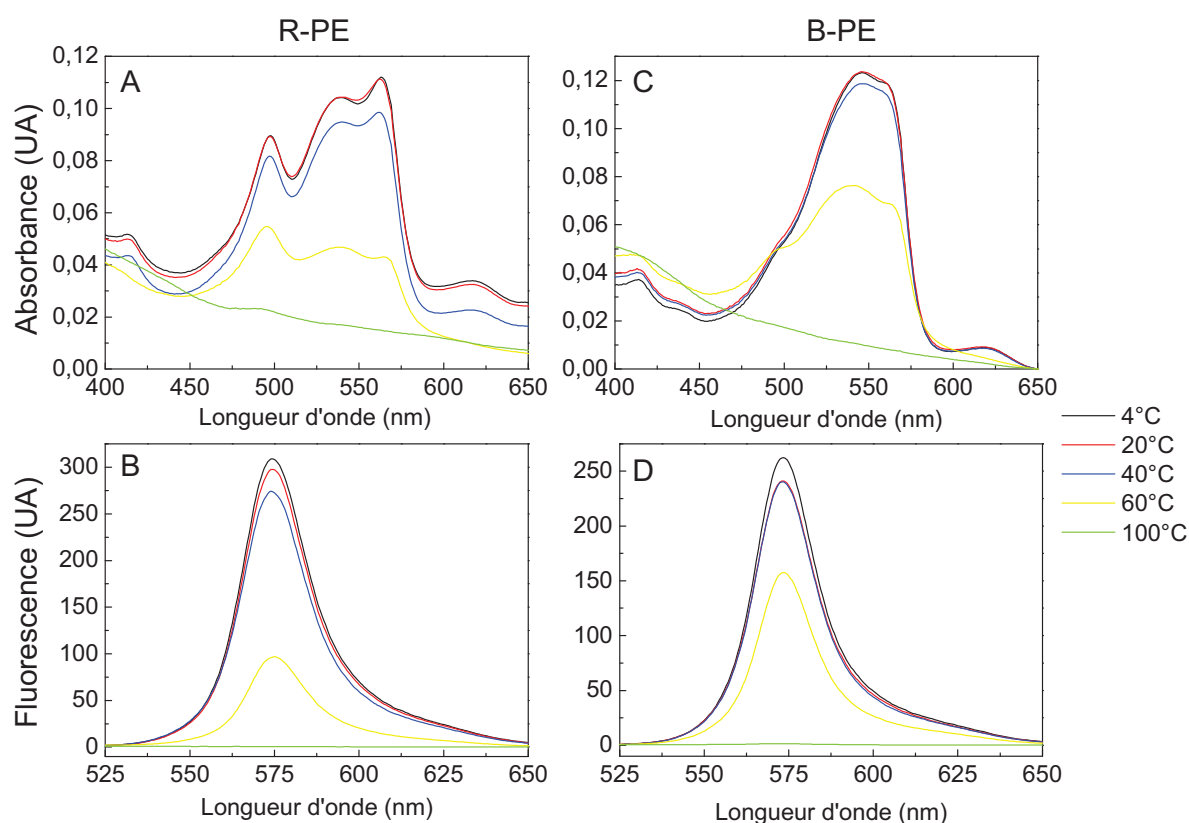 R-PE
B-PE
A
0,12
0,10
0,08
0,06
0,04
0,02
0,00
Absorbance (UA)
400 450 500 550 600 650
Longueur d'onde (nm)
C
0,12
0,10
0,08
0,06
0,04
0,02
0,00
400 450 500 550 600 650
Longueur d'onde (nm)
4°C
20°C
40°C
60°C
100°C
B
300
250
200
150
100
50
0
Fluorescence (UA)
525 550 575 600 625 650
Longueur d'onde (nm)
D
250
200
150
100
50
0
525 550 575 600 625 650
Longueur d'onde (nm)